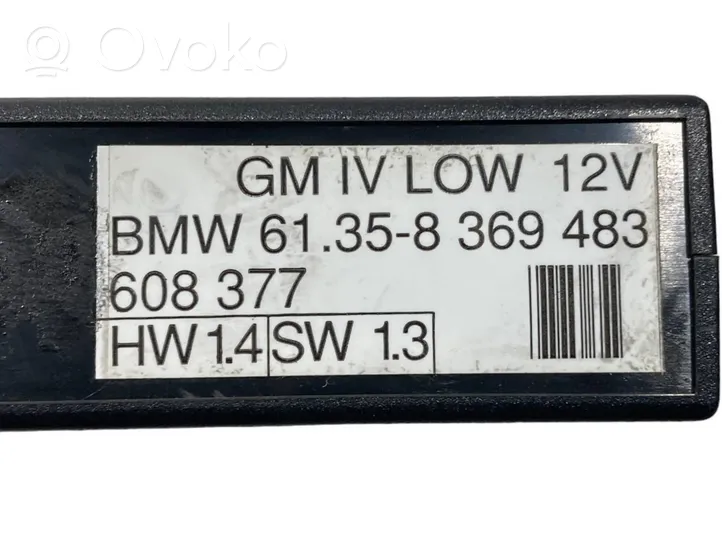 Ovoko
GM IV LOW 12V
BMW 61.35-8 369 483
608 377
HW 1.4 SW 1.3